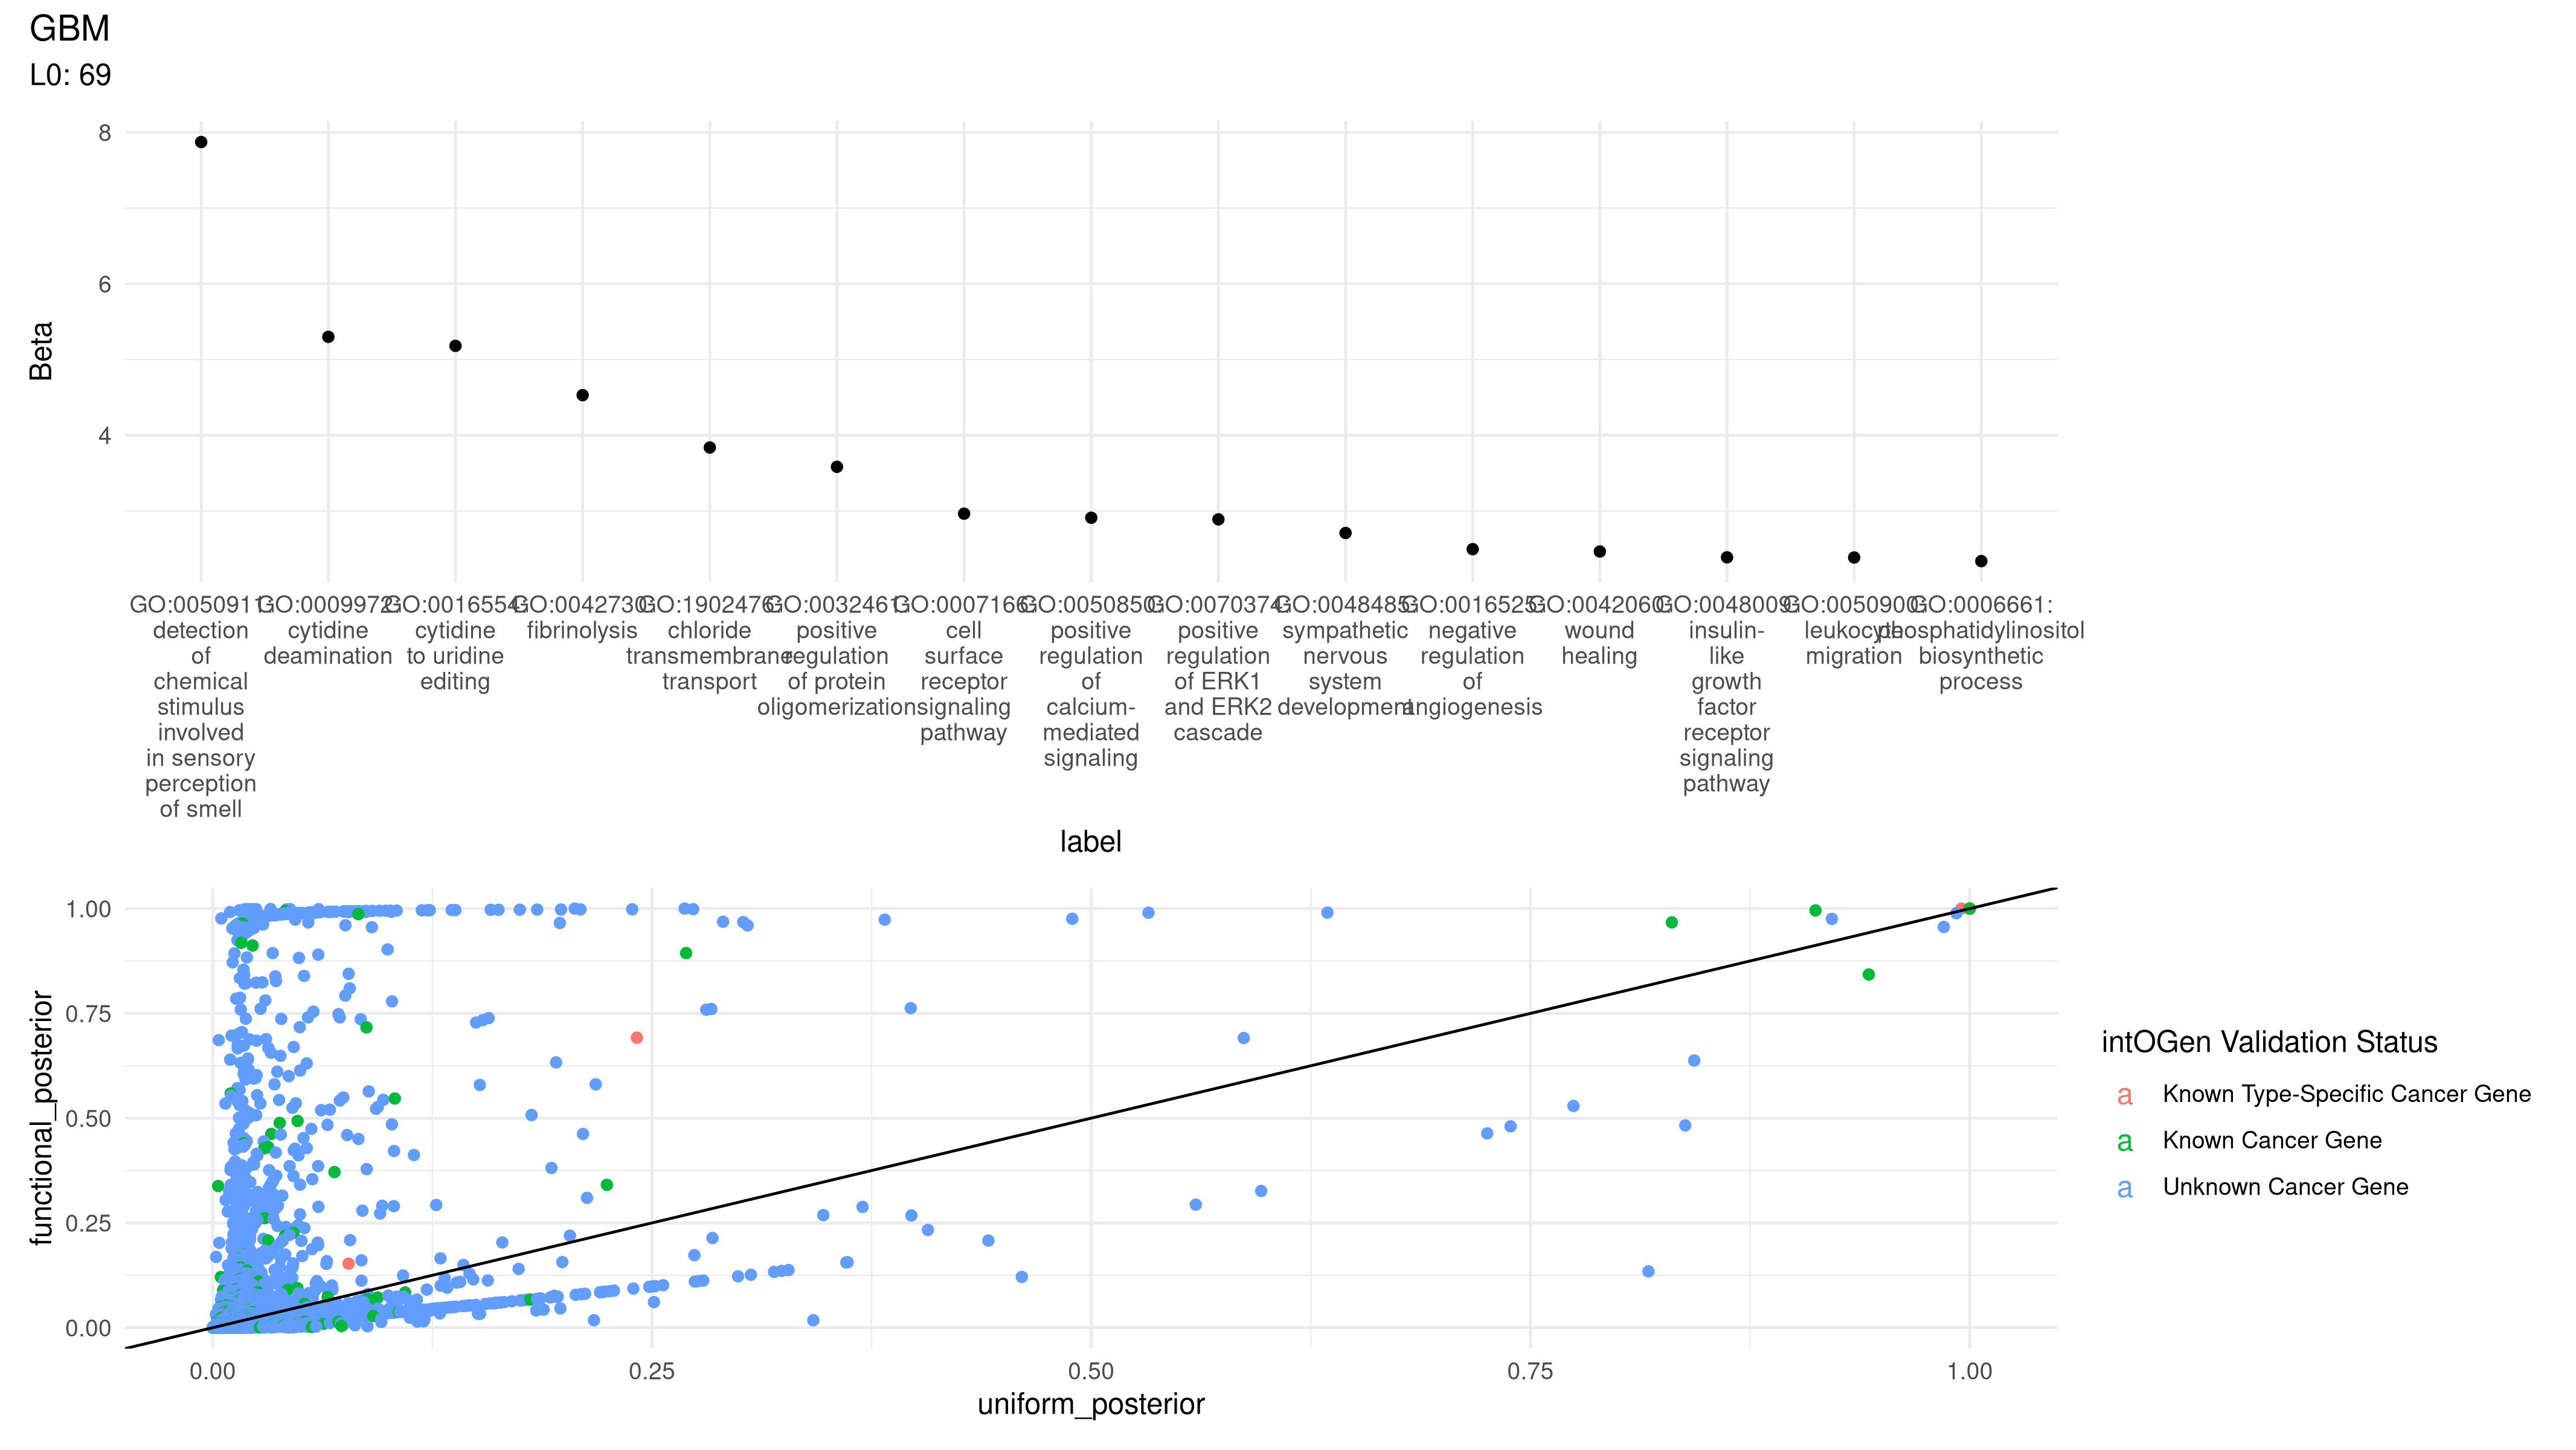 GBM
L0: 69
8
6
4
Beta
GO:0050911:
detection
of
chemical
stimulus
involved
in sensory
perception
of smell
GO:0009972:
cytidine
deamination
GO:0016554:
cytidine
to uridine
editing
GO:0042730:
fibrinolysis
GO:1902476:
chloride
transmembrane
transport
GO:0032461:
positive
regulation
of protein
oligomerization
GO:0007166:
cell
surface
receptor
signaling
pathway
GO:0050850:
positive
regulation
of
calcium-
mediated
signaling
GO:0070374:
positive
regulation
of ERK1
and ERK2
cascade
GO:0048485:
sympathetic
nervous
system
development
GO:0016525:
negative
regulation
of
angiogenesis
GO:0042060:
wound
healing
GO:0048009:
insulin-
like
growth
factor
receptor
signaling
pathway
GO:0050900:
leukocyte
migration
GO:0006661:
phosphatidylinositol
biosynthetic
process
label
1.00
0.75
0.50
0.25
0.00
functional_posterior
0.00
0.25
0.50
0.75
1.00
uniform_posterior
intOGen Validation Status
a Known Type-Specific Cancer Gene
a Known Cancer Gene
a Unknown Cancer Gene